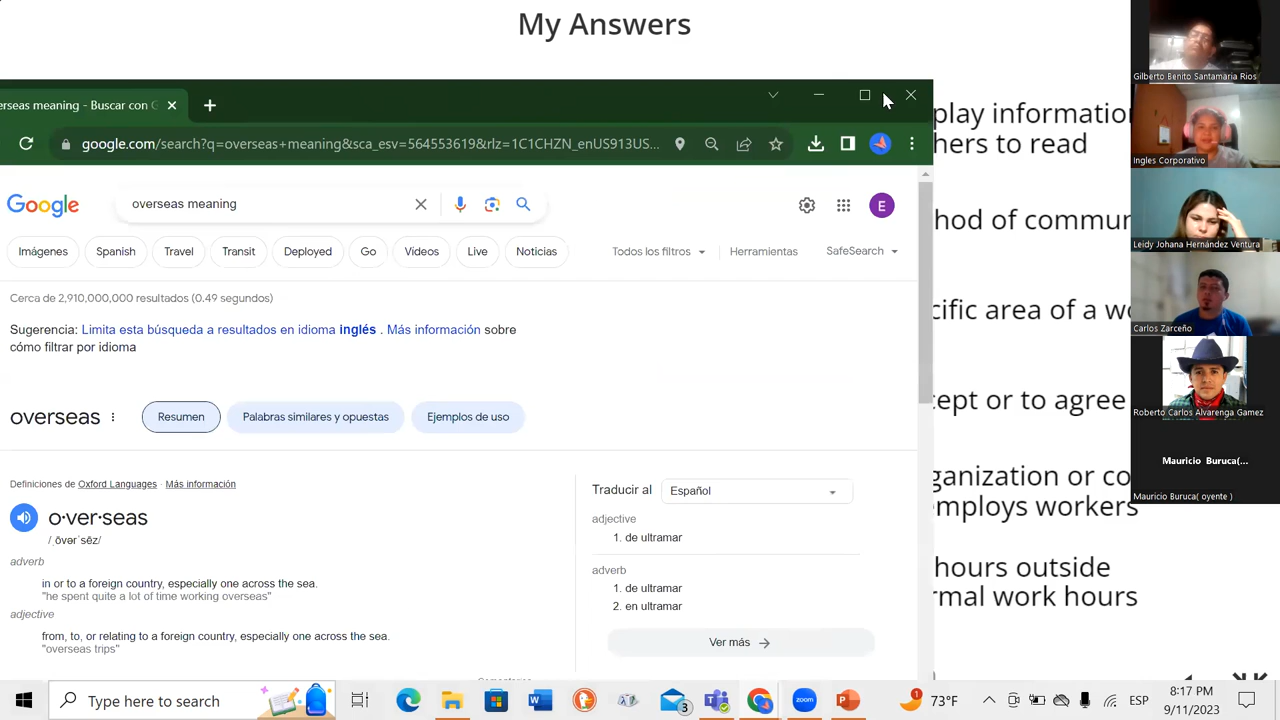 My Answers
erseas meaning - Buscar con G
google.com/search?q=overseas+meaning&sca_esv=564553619&rlz=1C1CHZN_enUS913US...
Google
overseas meaning
E
Imágenes
Spanish
Travel
Transit
Deployed
Go
Videos
Live
Noticias
Todos los filtros
Herramientas
SafeSearch
Cerca de 2,910,000,000 resultados (0.49 segundos)
Sugerencia: Limita esta búsqueda a resultados en idioma inglés . Más información sobre
cómo filtrar por idioma
overseas
Resumen
Palabras similares y opuestas
Ejemplos de uso
Definiciones de Oxford Languages · Más información
o·ver·seas
/ˌōvərˈsēz/
adverb
in or to a foreign country, especially one across the sea.
"he spent quite a lot of time working overseas"
adjective
from, to, or relating to a foreign country, especially one across the sea.
"overseas trips"
Traducir al
Español
adjective
1. de ultramar
adverb
1. de ultramar
2. en ultramar
Ver más
play information
hers to read
hod of commun
cific area of a wo
cept or to agree
ganization or co
employs workers
hours outside
rmal work hours
Gilberto Benito Santamaria Rios
Ingles Corporativo
Leidy Johana Hernández Ventura
Carlos Zarceño
Roberto Carlos Alvarenga Gamez
Mauricio Buruca(...
Mauricio Buruca( oyente )
Type here to search
3
zoom
1
73°F
ESP
8:17 PM
9/11/2023